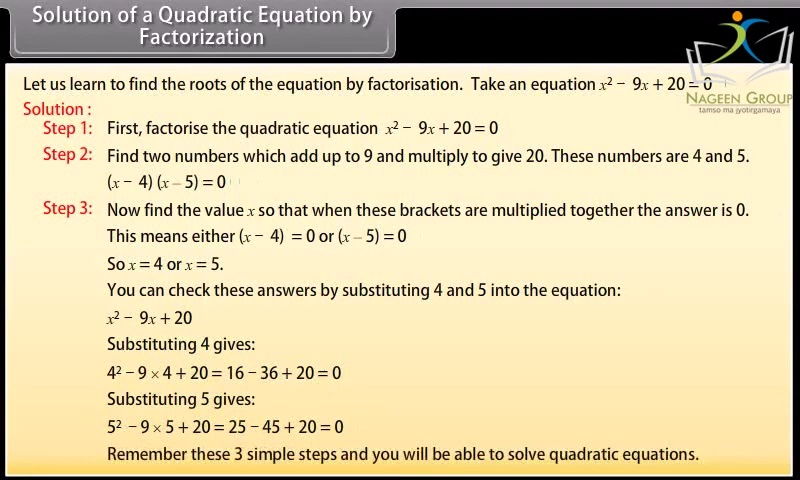 Solution of a Quadratic Equation by
Factorization
NAGEEN GROUP
tamso ma jyotirgamaya
Let us learn to find the roots of the equation by factorisation. Take an equation x² − 9x + 20 = 0
Solution :
Step 1: First, factorise the quadratic equation x² − 9x + 20 = 0
Step 2: Find two numbers which add up to 9 and multiply to give 20. These numbers are 4 and 5.
(x − 4) (x − 5) = 0
Step 3: Now find the value x so that when these brackets are multiplied together the answer is 0.
This means either (x − 4) = 0 or (x − 5) = 0
So x = 4 or x = 5.
You can check these answers by substituting 4 and 5 into the equation:
x² − 9x + 20
Substituting 4 gives:
4² − 9 × 4 + 20 = 16 − 36 + 20 = 0
Substituting 5 gives:
5² − 9 × 5 + 20 = 25 − 45 + 20 = 0
Remember these 3 simple steps and you will be able to solve quadratic equations.